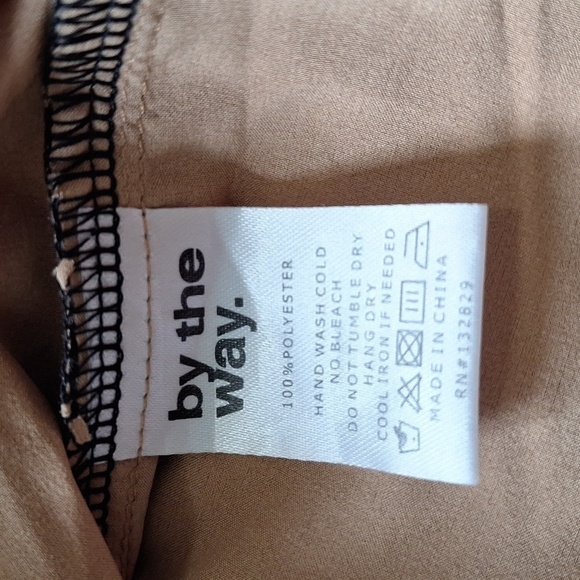 by the
way.
100%POLYESTER
HAND WASH COLD
NO BLEACH
DO NOT TUMBLE DRY
HANG DRY
COOL IRON IF NEEDED
MADE IN CHINA
RN#132829